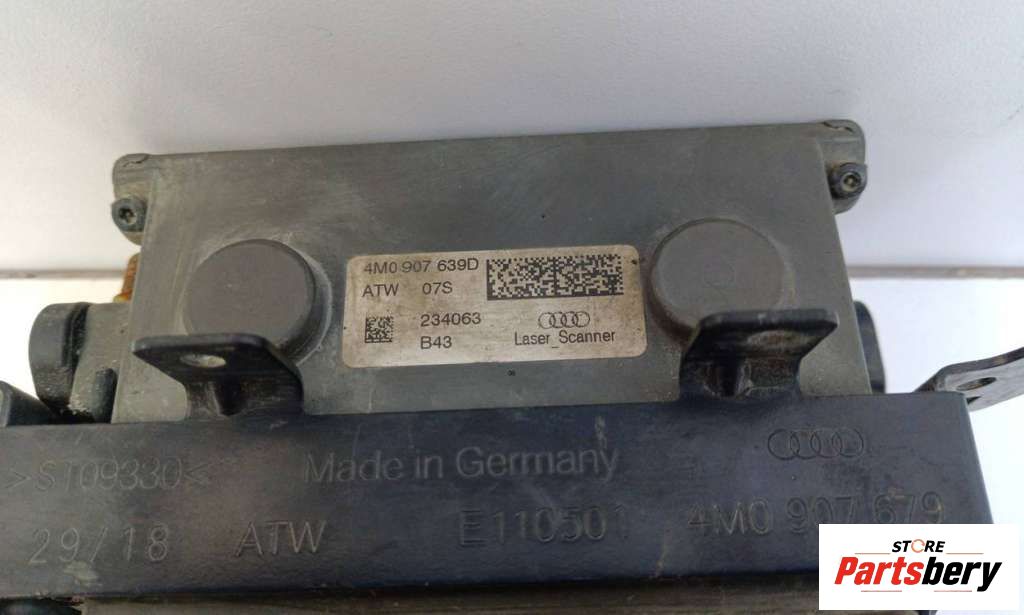 4M0 907 639D
ATW 07S
234063
B43 Laser_Scanner
>ST09330< Made in Germany
29/18 ATW E110501 4M0 907 679
STORE
Partsbery